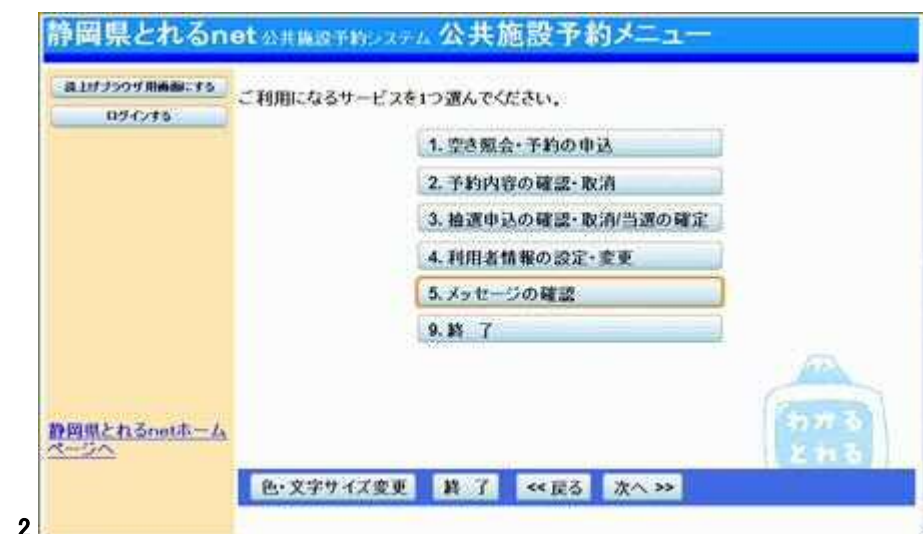 静岡県とれるnet 公共施設予約システム 公共施設予約メニュー
読上げブラウザ用画面にする
ログインする
ご利用になるサービスを1つ選んでください。
1. 空き照会・予約の申込
2. 予約内容の確認・取消
3. 抽選申込の確認・取消/当選の確定
4. 利用者情報の設定・変更
5. メッセージの確認
9. 終 了
わかる
とれる
静岡県とれるnetホーム
ページへ
色・文字サイズ変更 終 了 << 戻る 次へ >>
2